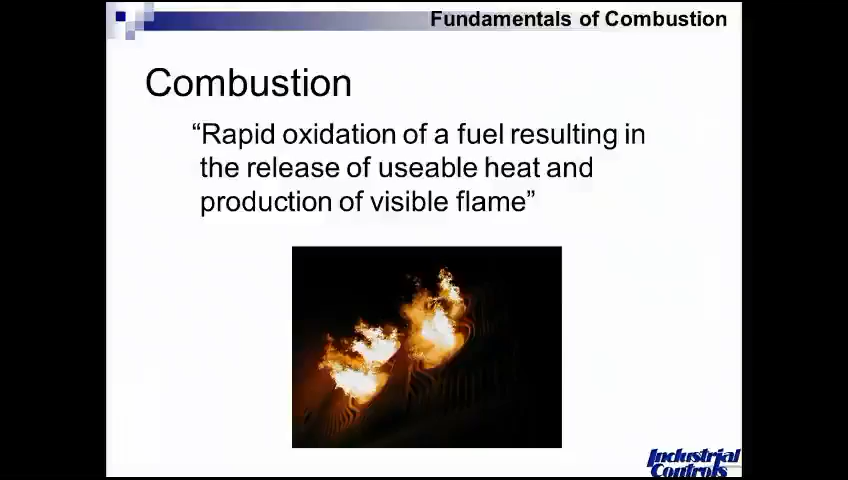 Fundamentals of Combustion
Combustion
“Rapid oxidation of a fuel resulting in
the release of useable heat and
production of visible flame”
Industrial
Controls